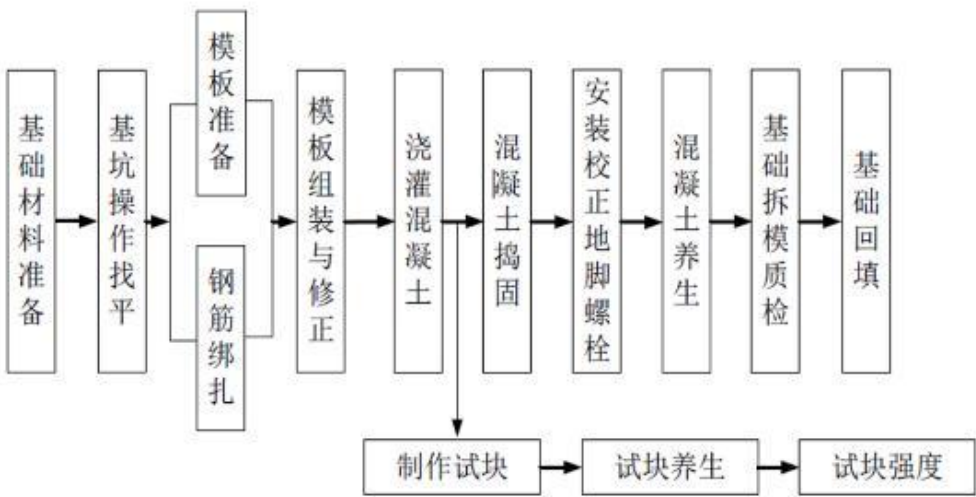 基础材料准备
基坑操作找平
模板准备
钢筋绑扎
模板组装与修正
浇灌混凝土
混凝土捣固
安装校正地脚螺栓
混凝土养生
基础拆模质检
基础回填
制作试块
试块养生
试块强度